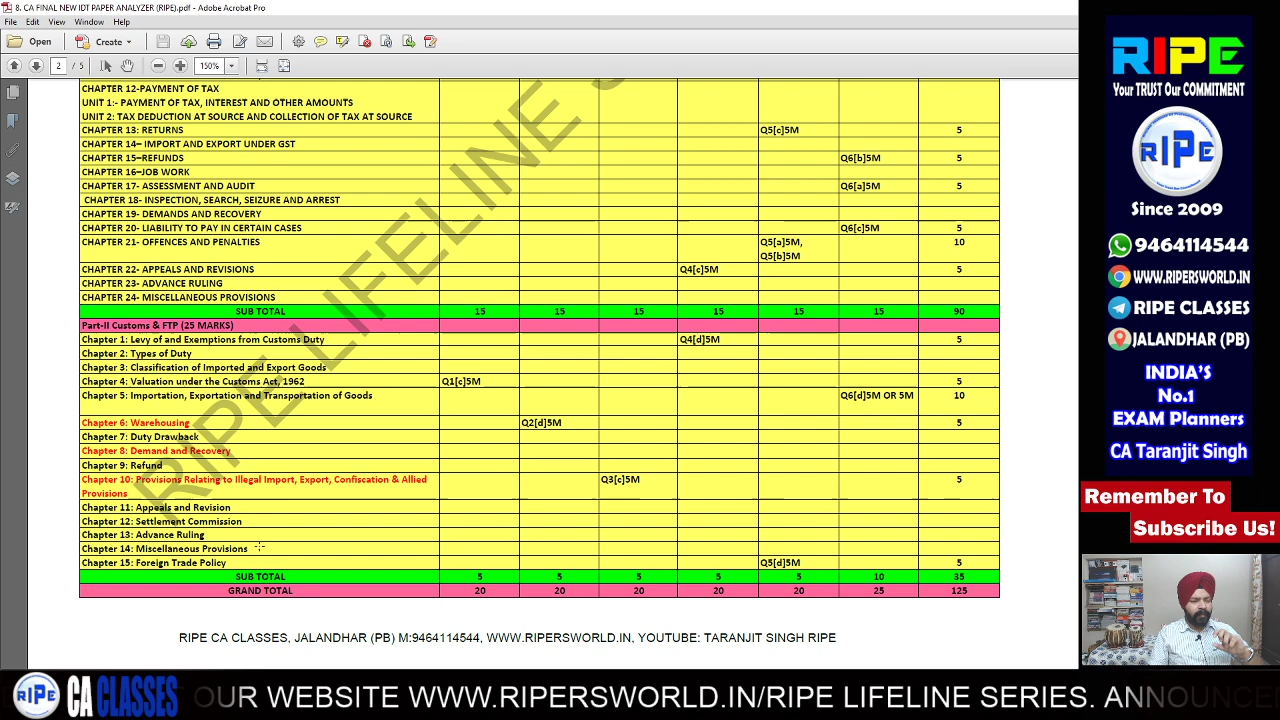 8. CA FINAL NEW IDT PAPER ANALYZER (RIPE).pdf - Adobe Acrobat Pro
File Edit View Window Help
Open Create
2 / 5 150%
CHAPTER 12-PAYMENT OF TAX
UNIT 1:- PAYMENT OF TAX, INTEREST AND OTHER AMOUNTS
UNIT 2: TAX DEDUCTION AT SOURCE AND COLLECTION OF TAX AT SOURCE
CHAPTER 13: RETURNS Q5[c]5M 5
CHAPTER 14– IMPORT AND EXPORT UNDER GST
CHAPTER 15–REFUNDS Q6[b]5M 5
CHAPTER 16–JOB WORK
CHAPTER 17- ASSESSMENT AND AUDIT Q6[a]5M 5
CHAPTER 18- INSPECTION, SEARCH, SEIZURE AND ARREST
CHAPTER 19- DEMANDS AND RECOVERY
CHAPTER 20- LIABILITY TO PAY IN CERTAIN CASES Q6[c]5M 5
CHAPTER 21- OFFENCES AND PENALTIES Q5[a]5M, 10
Q5[b]5M
CHAPTER 22- APPEALS AND REVISIONS Q4[c]5M 5
CHAPTER 23- ADVANCE RULING
CHAPTER 24- MISCELLANEOUS PROVISIONS
SUB TOTAL 15 15 15 15 15 15 90
Part-II Customs & FTP (25 MARKS)
Chapter 1: Levy of and Exemptions from Customs Duty Q4[d]5M 5
Chapter 2: Types of Duty
Chapter 3: Classification of Imported and Export Goods
Chapter 4: Valuation under the Customs Act, 1962 Q1[c]5M 5
Chapter 5: Importation, Exportation and Transportation of Goods Q6[d]5M OR 5M 10
Chapter 6: Warehousing Q2[d]5M 5
Chapter 7: Duty Drawback
Chapter 8: Demand and Recovery
Chapter 9: Refund
Chapter 10: Provisions Relating to Illegal Import, Export, Confiscation & Allied Q3[c]5M 5
Provisions
Chapter 11: Appeals and Revision
Chapter 12: Settlement Commission
Chapter 13: Advance Ruling
Chapter 14: Miscellaneous Provisions
Chapter 15: Foreign Trade Policy Q5[d]5M 5
SUB TOTAL 5 5 5 5 5 10 35
GRAND TOTAL 20 20 20 20 20 25 125
RIPE LIFELINE
RIPE CA CLASSES, JALANDHAR (PB) M:9464114544, WWW.RIPERSWORLD.IN, YOUTUBE: TARANJIT SINGH RIPE
RIPE
Your TRUST Our COMMITMENT
RIPE
Since 2009
9464114544
WWW.RIPERSWORLD.IN
RIPE CLASSES
JALANDHAR (PB)
INDIA'S
No.1
EXAM Planners
CA Taranjit Singh
Remember To
Subscribe Us!
RIPE CA CLASSES OUR WEBSITE WWW.RIPERSWORLD.IN/RIPE LIFELINE SERIES. ANNOUNCE